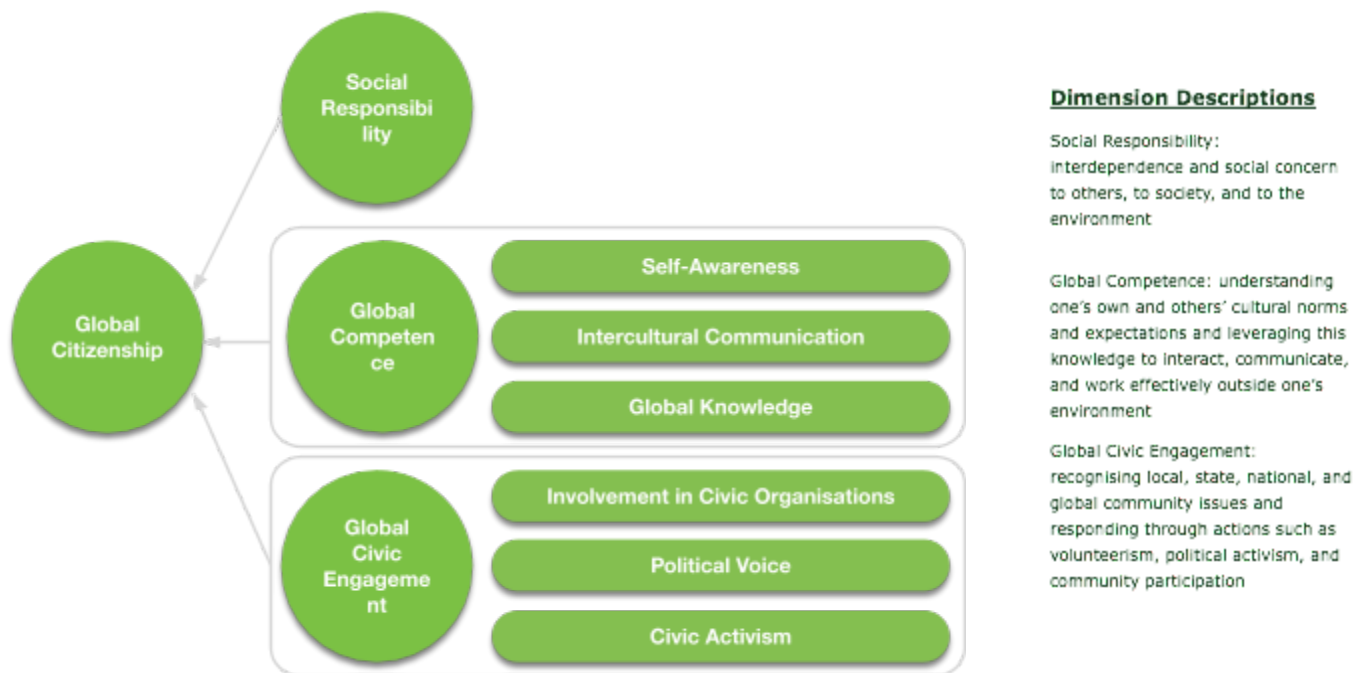 Social
Responsibi
lity
Global
Citizenship
Global
Competen
ce
Self-Awareness
Intercultural Communication
Global Knowledge
Global
Civic
Engageme
nt
Involvement in Civic Organisations
Political Voice
Civic Activism
Dimension Descriptions
Social Responsibility:
interdependence and social concern
to others, to society, and to the
environment
Global Competence: understanding
one's own and others' cultural norms
and expectations and leveraging this
knowledge to interact, communicate,
and work effectively outside one's
environment
Global Civic Engagement:
recognising local, state, national, and
global community issues and
responding through actions such as
volunteerism, political activism, and
community participation